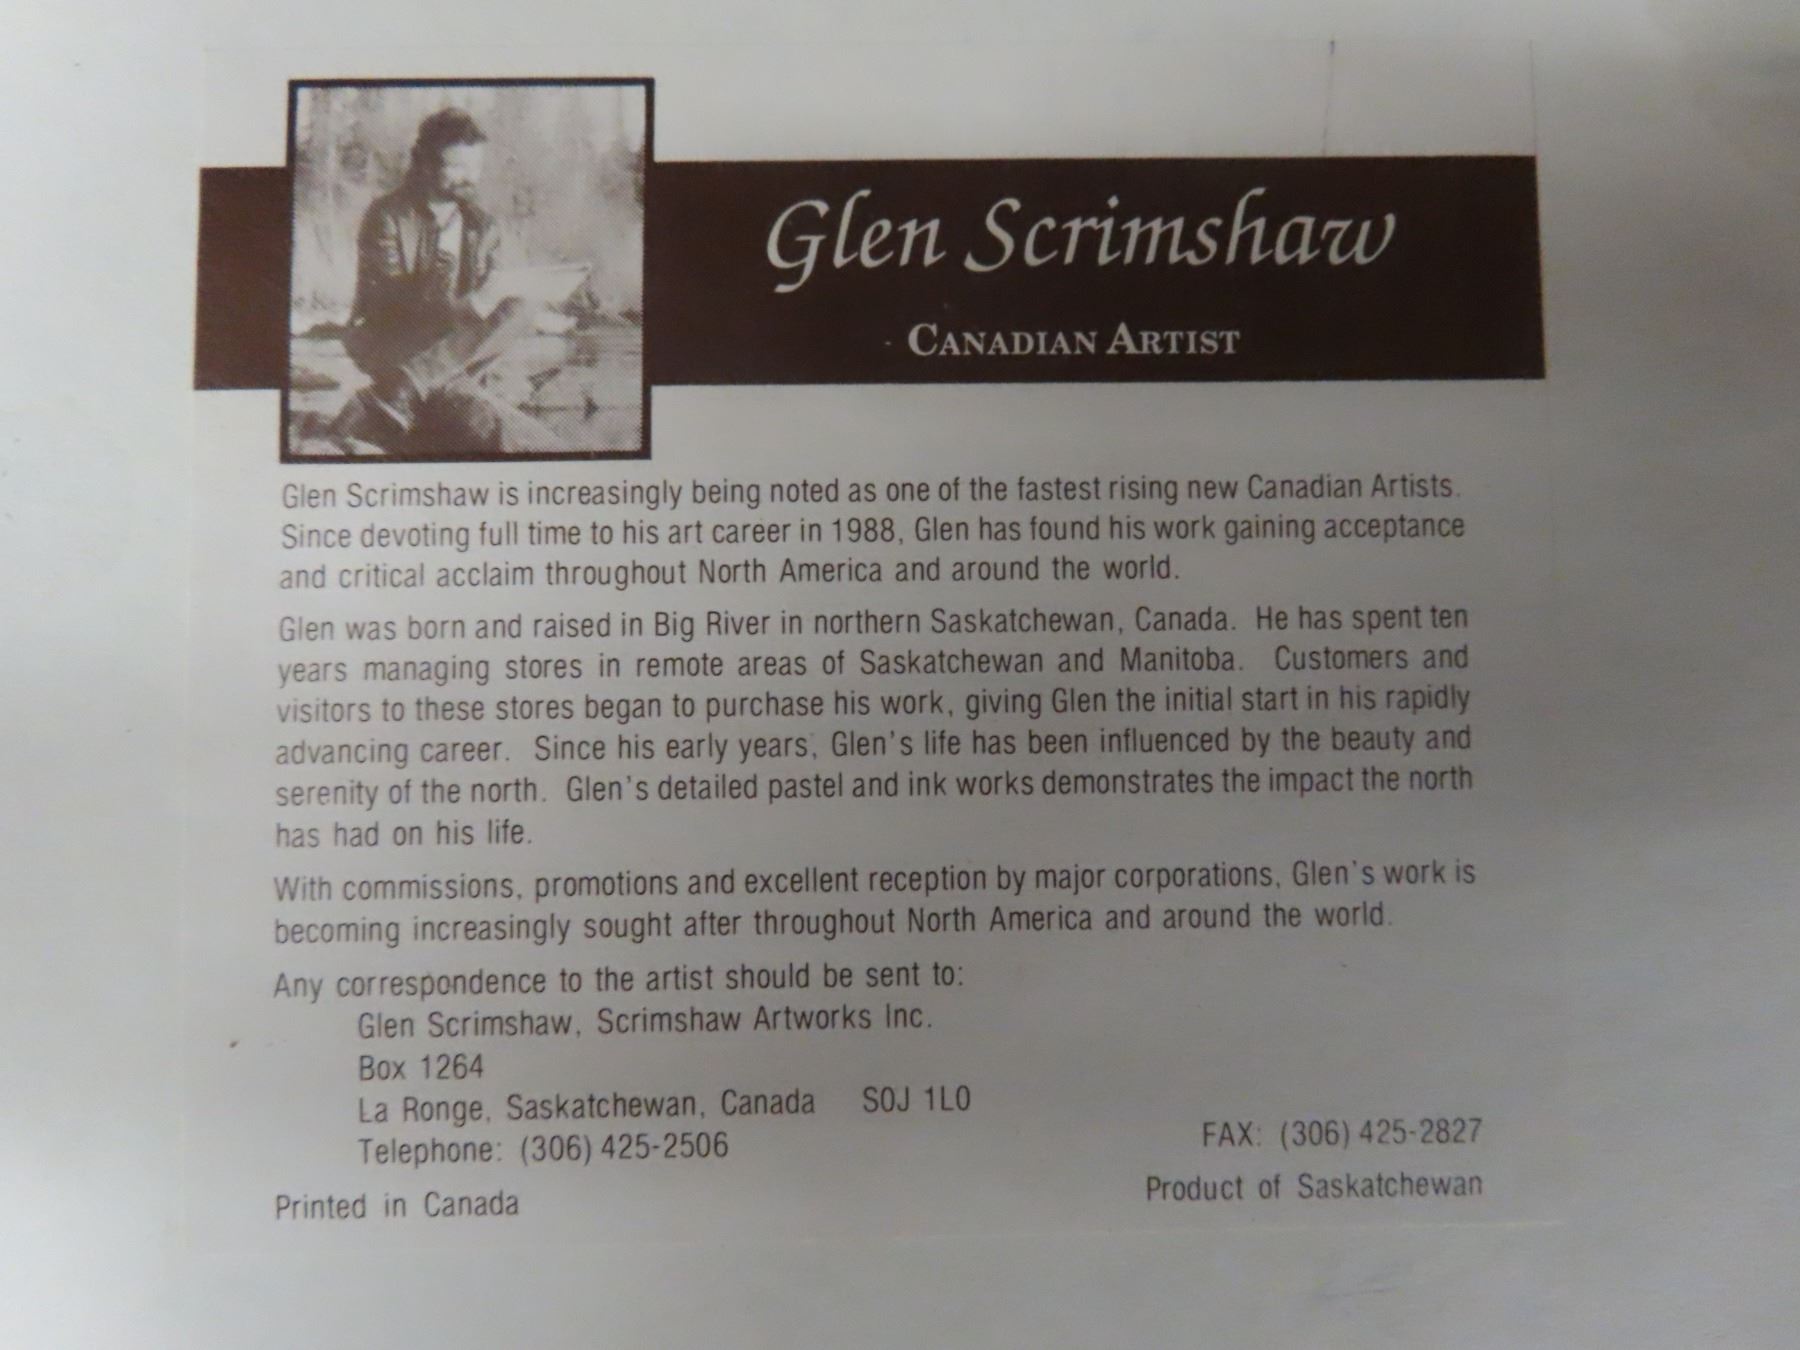 Glen Scrimshaw
CANADIAN ARTIST
Glen Scrimshaw is increasingly being noted as one of the fastest rising new Canadian Artists.
Since devoting full time to his art career in 1988, Glen has found his work gaining acceptance
and critical acclaim throughout North America and around the world.
Glen was born and raised in Big River in northern Saskatchewan, Canada. He has spent ten
years managing stores in remote areas of Saskatchewan and Manitoba. Customers and
visitors to these stores began to purchase his work, giving Glen the initial start in his rapidly
advancing career. Since his early years, Glen's life has been influenced by the beauty and
serenity of the north. Glen's detailed pastel and ink works demonstrates the impact the north
has had on his life.
With commissions, promotions and excellent reception by major corporations, Glen's work is
becoming increasingly sought after throughout North America and around the world.
Any correspondence to the artist should be sent to:
Glen Scrimshaw, Scrimshaw Artworks Inc.
Box 1264
La Ronge, Saskatchewan, Canada S0J 1L0
Telephone: (306) 425-2506
FAX: (306) 425-2827
Printed in Canada
Product of Saskatchewan